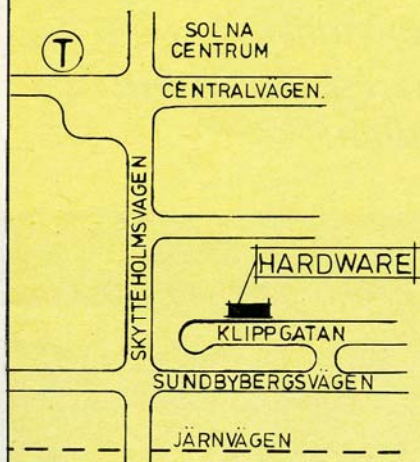 SOLNA
CENTRUM
T
CENTRALVÄGEN.
SKYTTEHOLMSVÄGEN
HARDWARE
KLIPPGATAN
SUNDBYBERGSVÄGEN
JÄRNVÄGEN